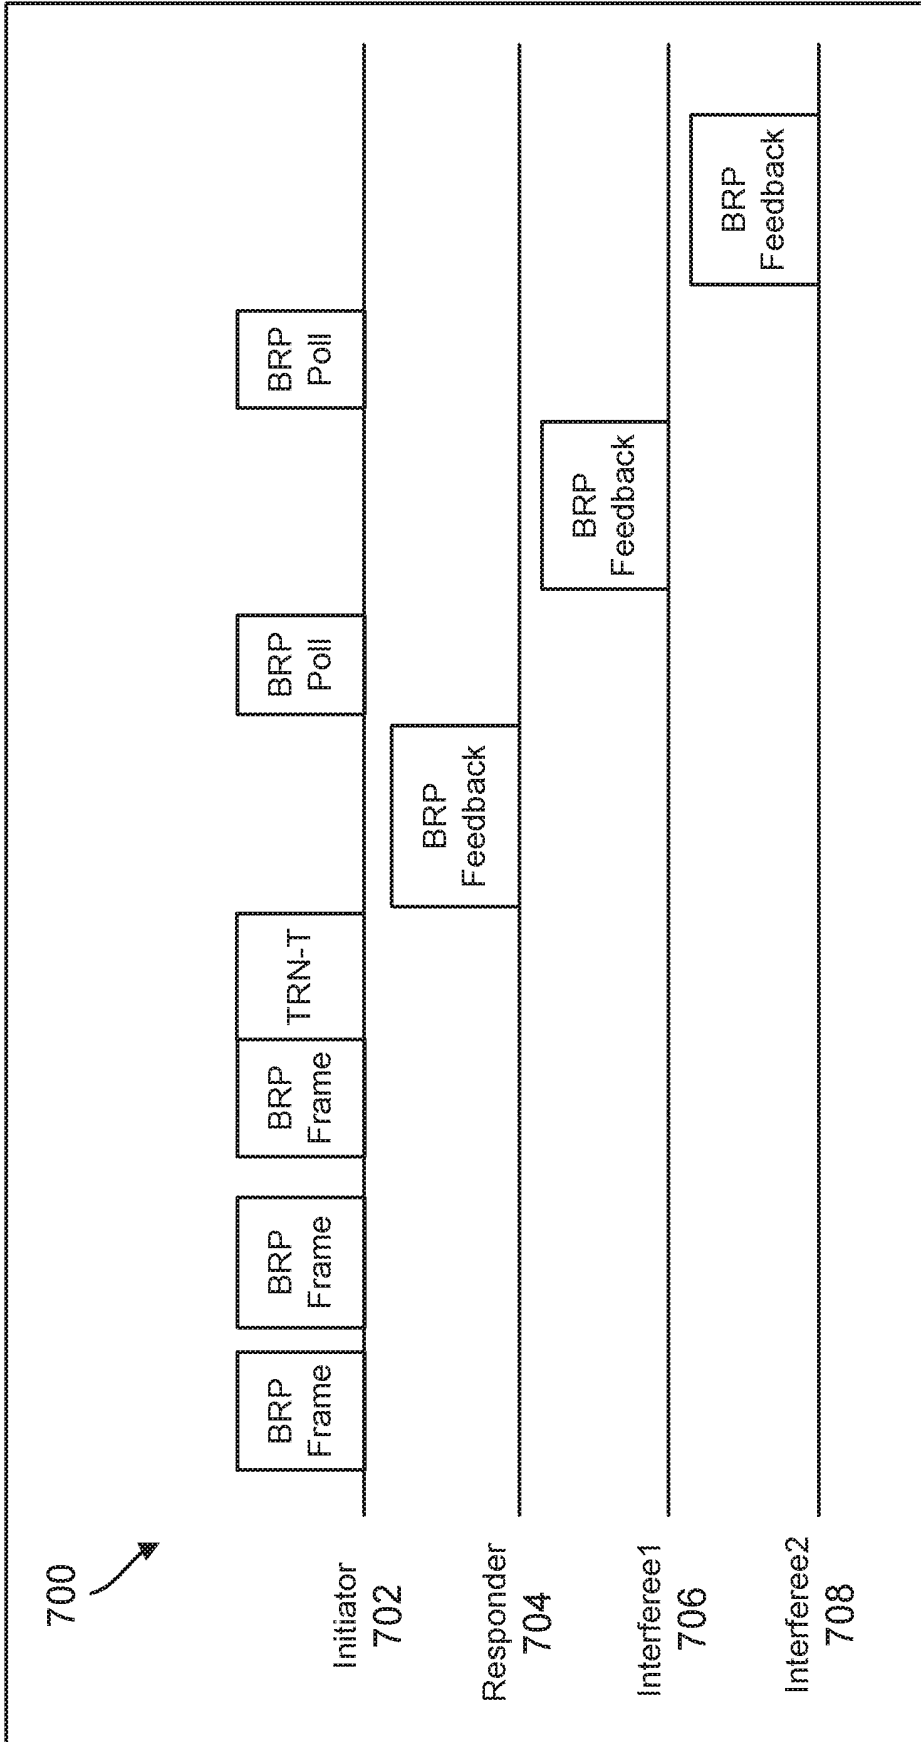 700
Initiator
702
BRP
Frame
BRP
Frame
BRP
Frame
TRN-T
BRP
Poll
BRP
Poll
Responder
704
BRP
Feedback
Interferee1
706
BRP
Feedback
Interferee2
708
BRP
Feedback